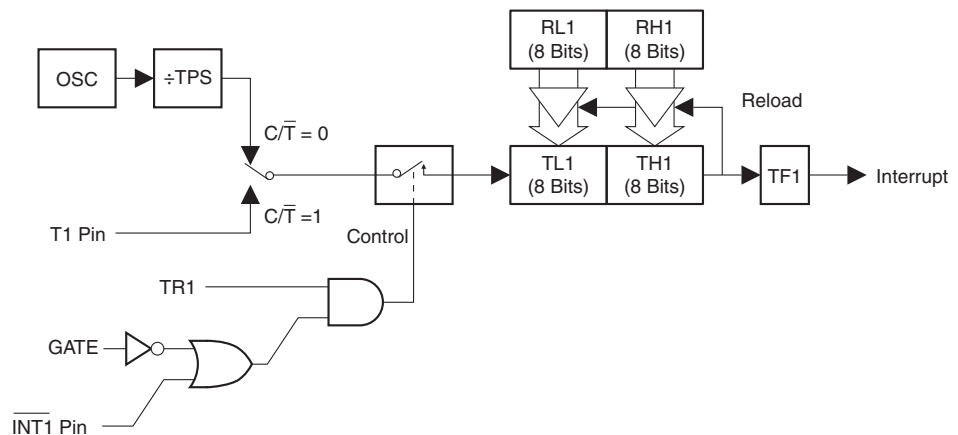 RL1
(8 Bits)
RH1
(8 Bits)
OSC
÷TPS
Reload
C/T̅ = 0
TL1
(8 Bits)
TH1
(8 Bits)
TF1
Interrupt
C/T̅ =1
T1 Pin
Control
TR1
GATE
I̅N̅T̅1̅ Pin